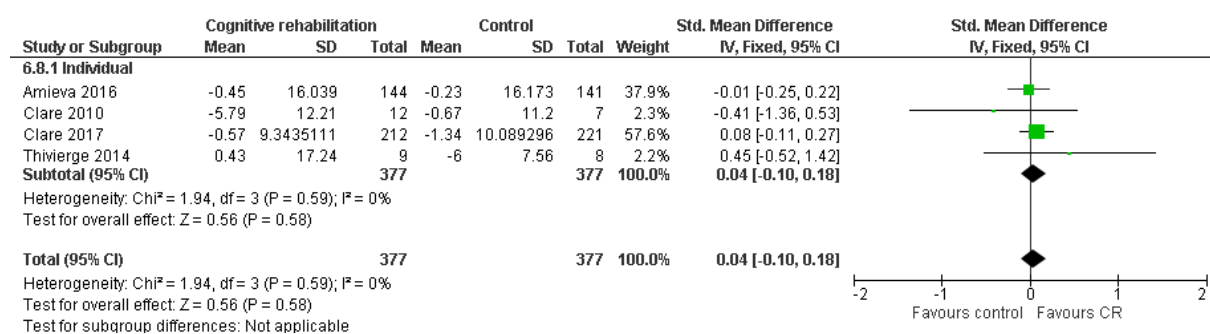 Cognitive rehabilitation Control Std. Mean Difference Std. Mean Difference
Study or Subgroup Mean SD Total Mean SD Total Weight IV, Fixed, 95% CI IV, Fixed, 95% CI
6.8.1 Individual
Amieva 2016 -0.45 16.039 144 -0.23 16.173 141 37.9% -0.01 [-0.25, 0.22]
Clare 2010 -5.79 12.21 12 -0.67 11.2 7 2.3% -0.41 [-1.36, 0.53]
Clare 2017 -0.57 9.3435111 212 -1.34 10.089296 221 57.6% 0.08 [-0.11, 0.27]
Thivierge 2014 0.43 17.24 9 -6 7.56 8 2.2% 0.45 [-0.52, 1.42]
Subtotal (95% CI) 377 377 100.0% 0.04 [-0.10, 0.18]
Heterogeneity: Chi² = 1.94, df = 3 (P = 0.59); I² = 0%
Test for overall effect: Z = 0.56 (P = 0.58)
Total (95% CI) 377 377 100.0% 0.04 [-0.10, 0.18]
Heterogeneity: Chi² = 1.94, df = 3 (P = 0.59); I² = 0%
Test for overall effect: Z = 0.56 (P = 0.58)
Test for subgroup differences: Not applicable
-2 -1 0 1 2
Favours control Favours CR